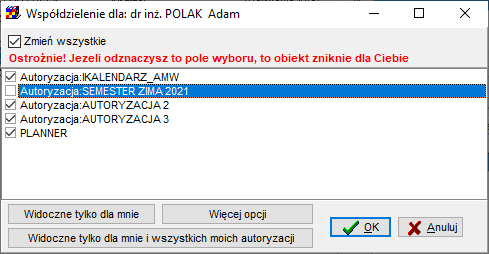 Współdzielenie dla: dr inż. POLAK Adam
Zmień wszystkie
Ostrożnie! Jezeli odznaczysz to pole wyboru, to obiekt zniknie dla Ciebie
Autoryzacja:IKALENDARZ_AMW
Autoryzacja:SEMESTER ZIMA 2021
Autoryzacja:AUTORYZACJA 2
Autoryzacja:AUTORYZACJA 3
PLANNER
Widoczne tylko dla mnie
Więcej opcji
OK
Anuluj
Widoczne tylko dla mnie i wszystkich moich autoryzacji